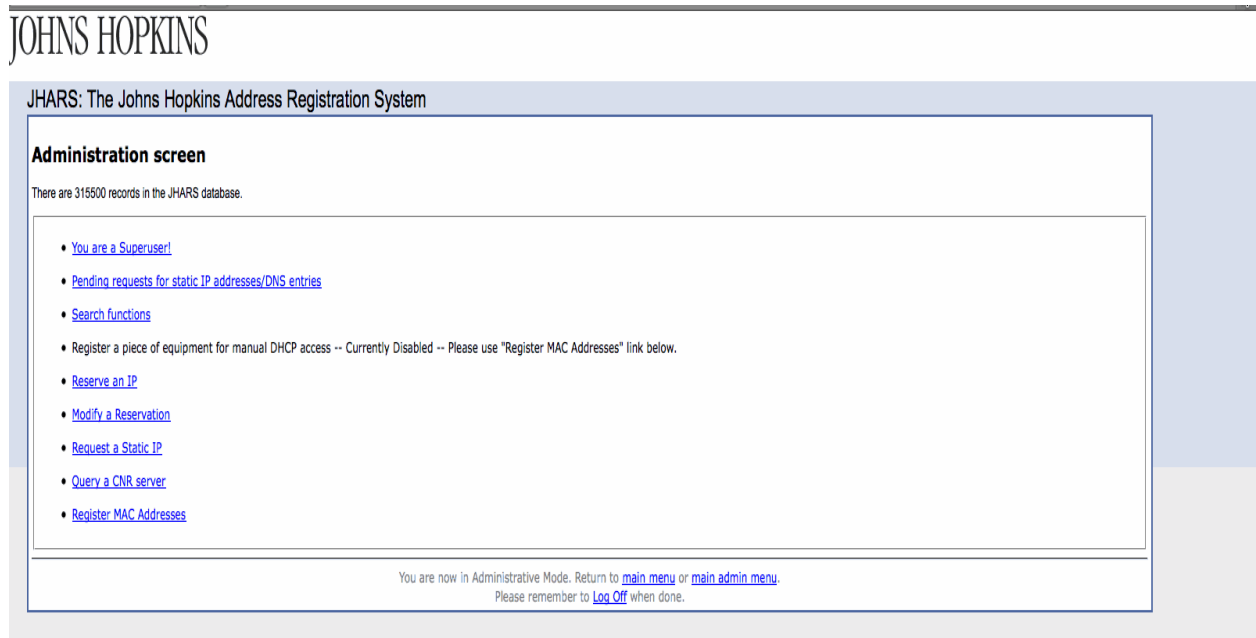 JOHNS HOPKINS
JHARS: The Johns Hopkins Address Registration System
Administration screen
There are 315500 records in the JHARS database.
• You are a Superuser!
• Pending requests for static IP addresses/DNS entries
• Search functions
• Register a piece of equipment for manual DHCP access -- Currently Disabled -- Please use "Register MAC Addresses" link below.
• Reserve an IP
• Modify a Reservation
• Request a Static IP
• Query a CNR server
• Register MAC Addresses
You are now in Administrative Mode. Return to main menu or main admin menu.
Please remember to Log Off when done.